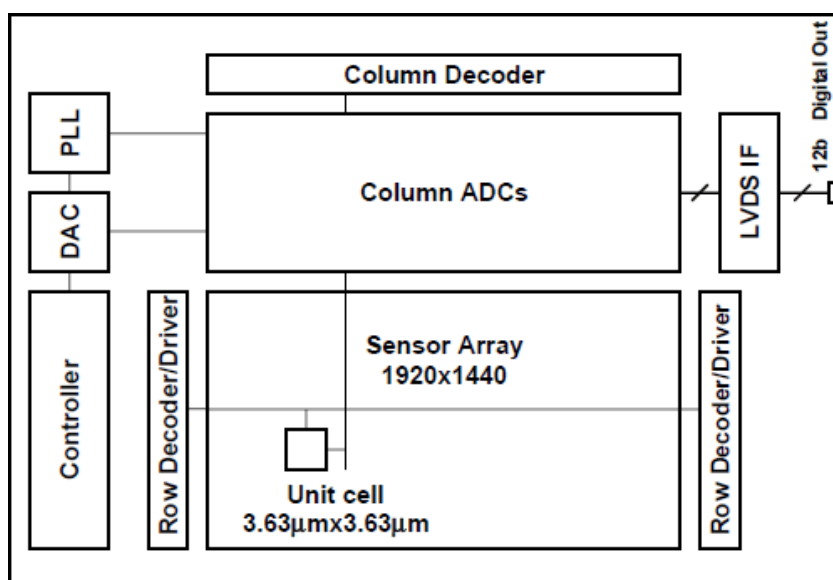 Column Decoder
PLL
Column ADCs
LVDS IF
12b Digital Out
DAC
Controller
Row Decoder/Driver
Sensor Array
1920x1440
Unit cell
3.63μmx3.63μm
Row Decoder/Driver